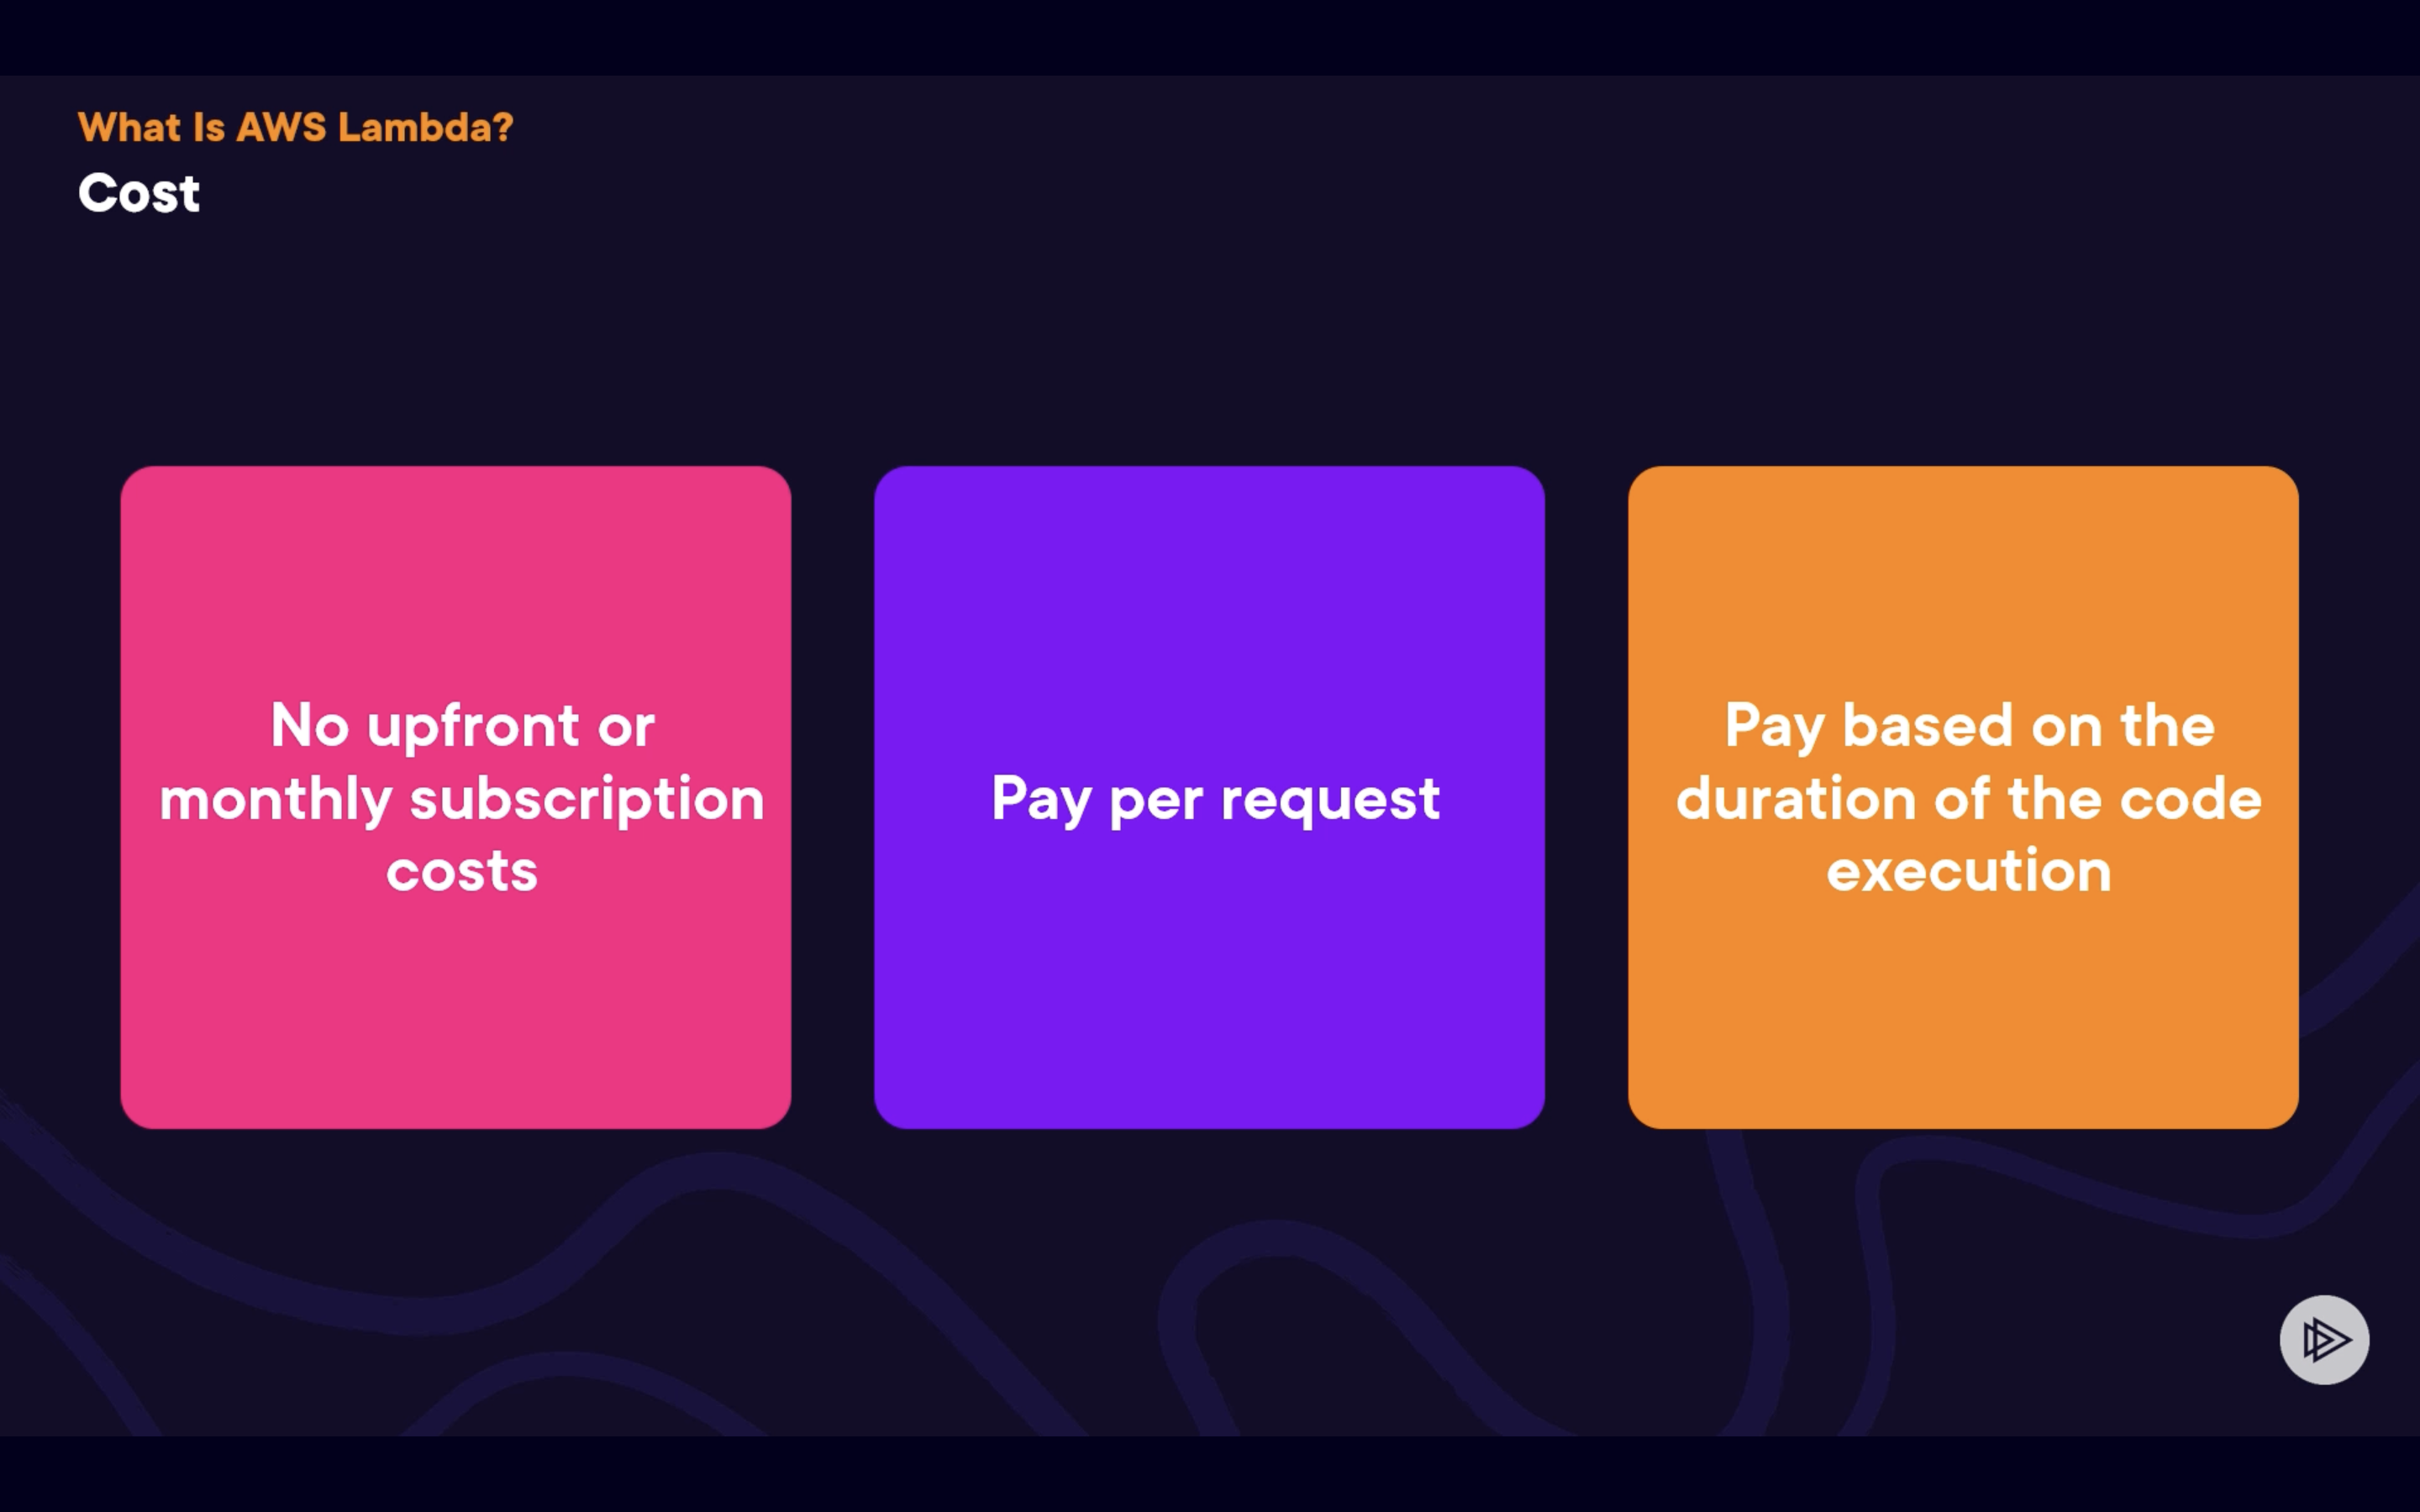 What Is AWS Lambda?
Cost
No upfront or
monthly subscription
costs
Pay per request
Pay based on the
duration of the code
execution